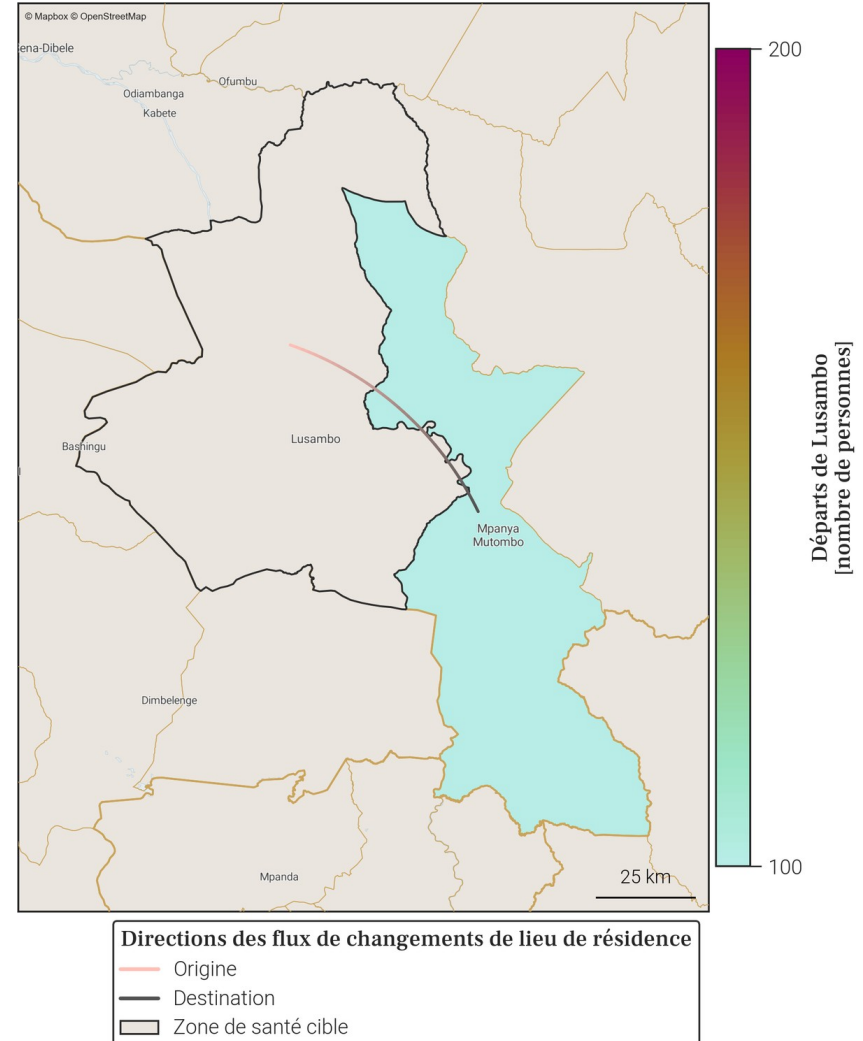 © Mapbox © OpenStreetMap
ena-Dibele
Ofumbu
Odiambanga
Kabete
Bashingu
Lusambo
Mpanya
Mutombo
Dimbelenge
Mpanda
25 km
200
100
Départs de Lusambo
[nombre de personnes]
Directions des flux de changements de lieu de résidence
Origine
Destination
Zone de santé cible